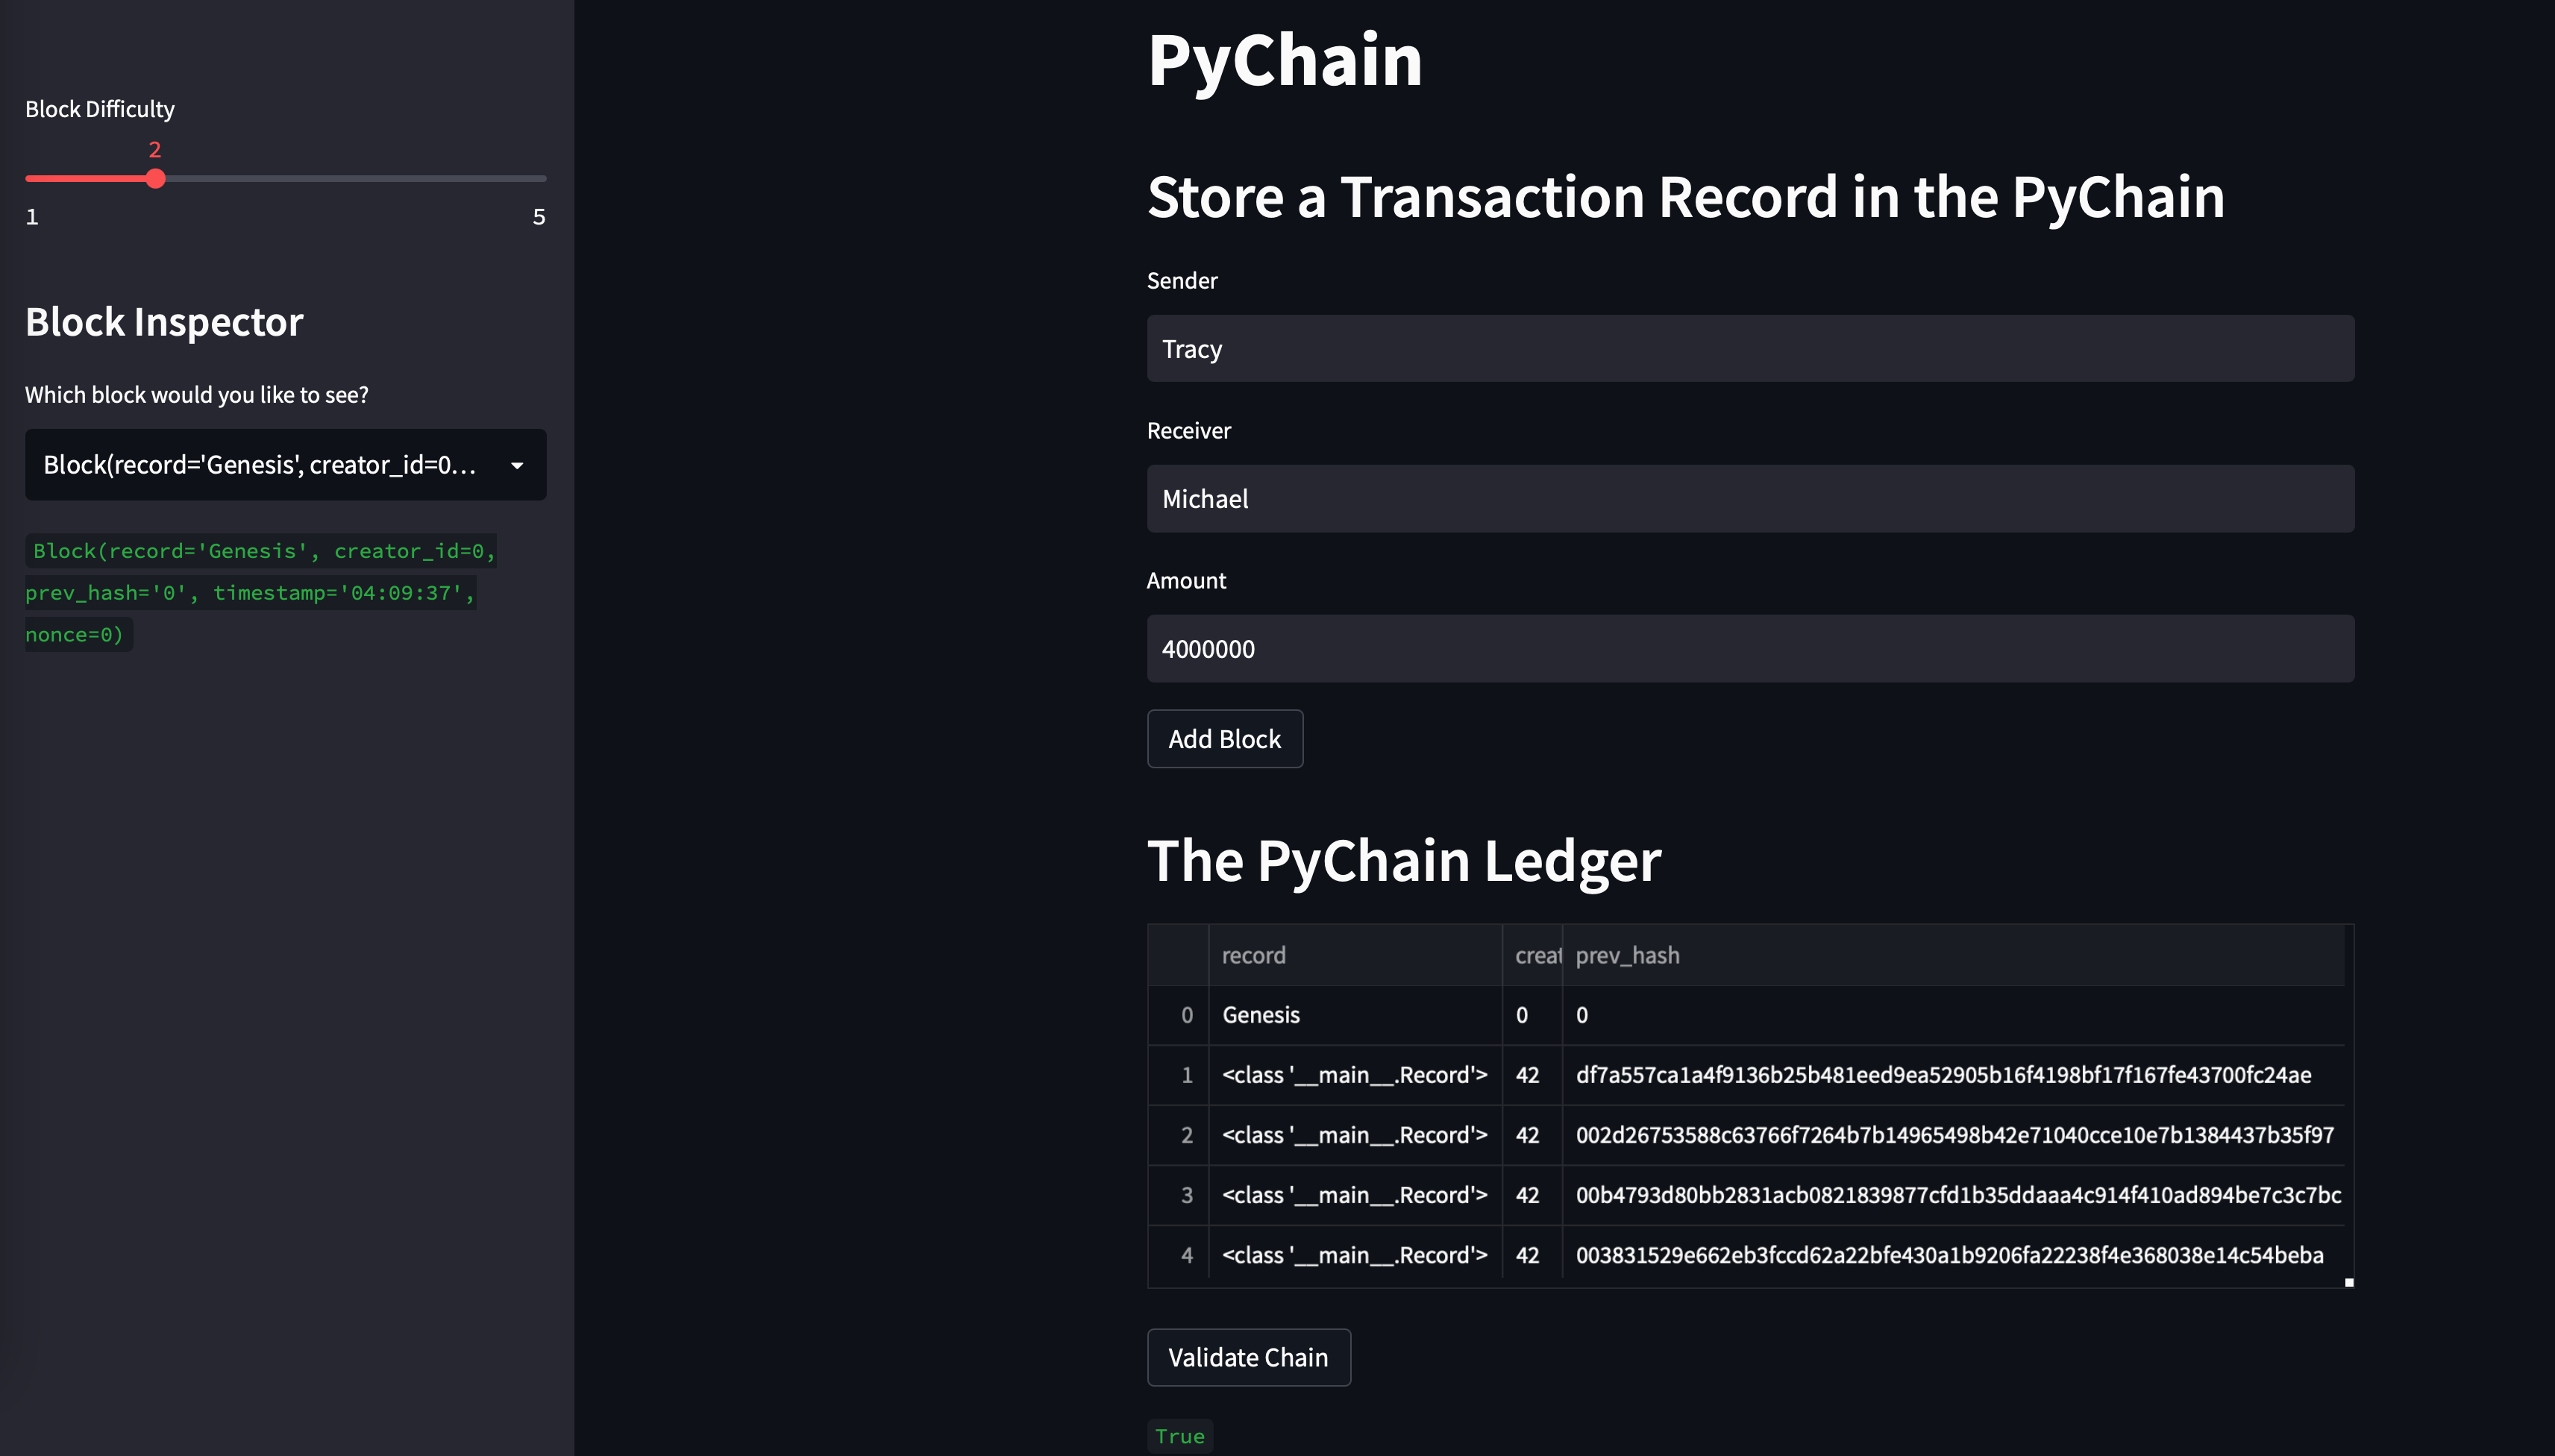 Block Difficulty
2
1 5
Block Inspector
Which block would you like to see?
Block(record='Genesis', creator_id=0...
Block(record='Genesis', creator_id=0,
prev_hash='0', timestamp='04:09:37',
nonce=0)
PyChain
Store a Transaction Record in the PyChain
Sender
Tracy
Receiver
Michael
Amount
4000000
Add Block
The PyChain Ledger
record creat prev_hash
0 Genesis 0 0
1 <class '__main__.Record'> 42 df7a557ca1a4f9136b25b481eed9ea52905b16f4198bf17f167fe43700fc24ae
2 <class '__main__.Record'> 42 002d26753588c63766f7264b7b14965498b42e71040cce10e7b1384437b35f97
3 <class '__main__.Record'> 42 00b4793d80bb2831acb0821839877cfd1b35ddaaa4c914f410ad894be7c3c7bc
4 <class '__main__.Record'> 42 003831529e662eb3fccd62a22bfe430a1b9206fa22238f4e368038e14c54beba
Validate Chain
True